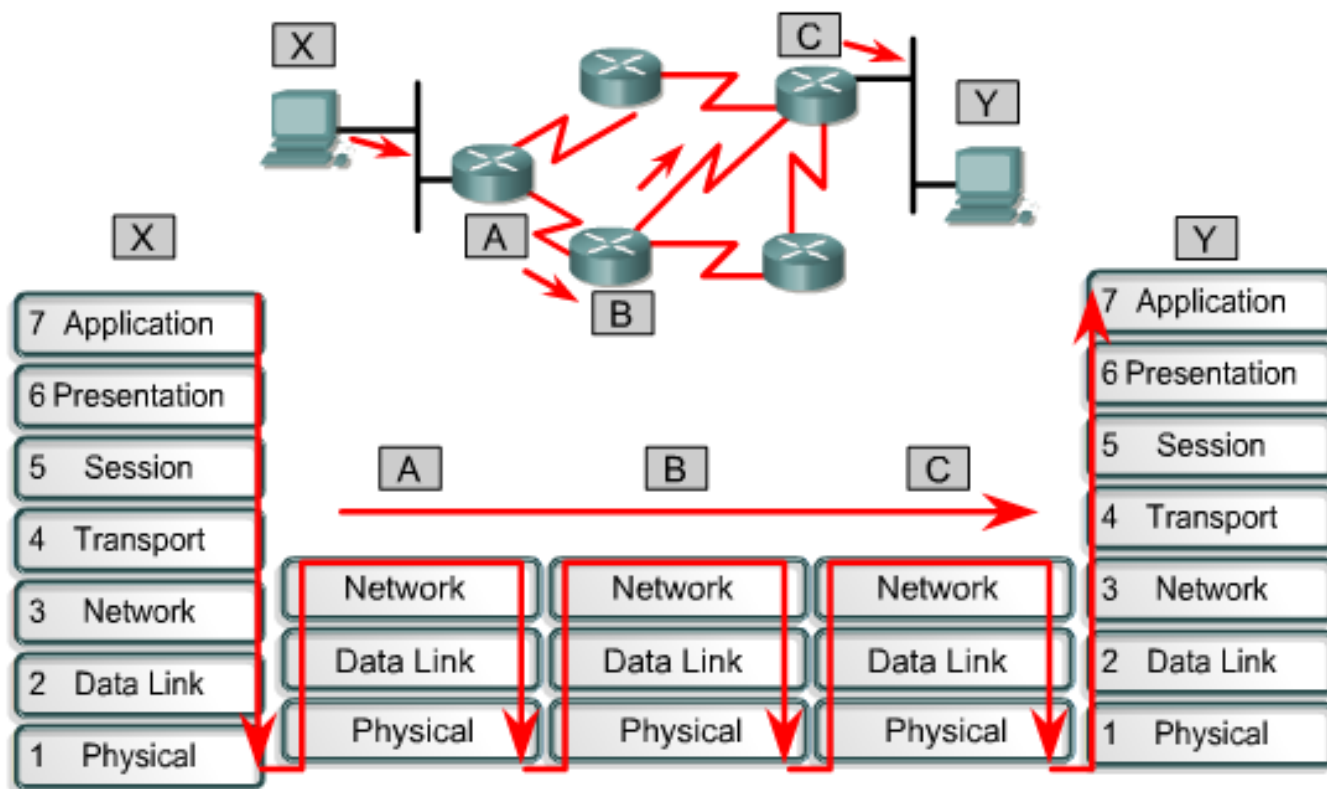 X
C
Y
A
B
X
Y
7 Application
6 Presentation
5 Session
4 Transport
3 Network
2 Data Link
1 Physical
A
B
C
Network
Data Link
Physical
Network
Data Link
Physical
Network
Data Link
Physical
7 Application
6 Presentation
5 Session
4 Transport
3 Network
2 Data Link
1 Physical